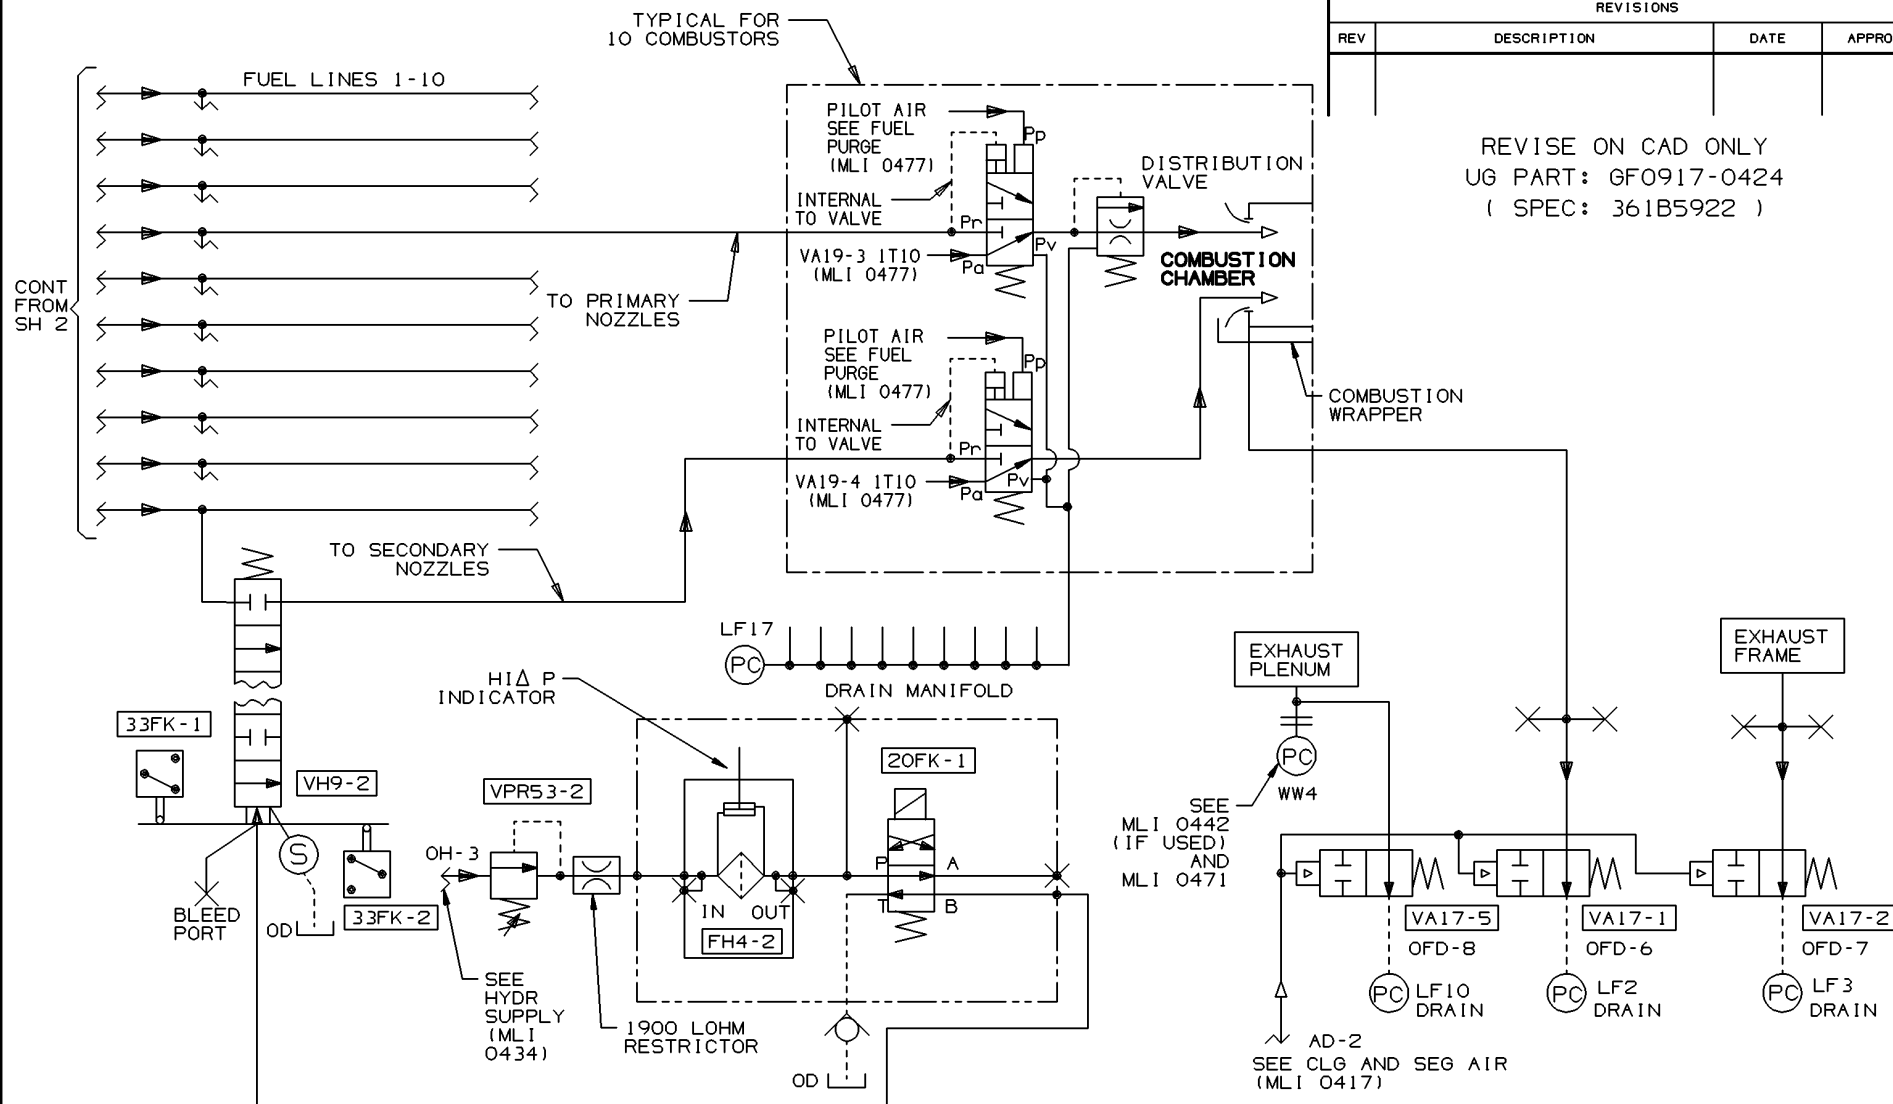 REVISIONS
REV
DESCRIPTION
DATE
APPRO
REVISE ON CAD ONLY
UG PART: GF0917-0424
( SPEC: 361B5922 )
TYPICAL FOR
10 COMBUSTORS
FUEL LINES 1-10
CONT
FROM
SH 2
PILOT AIR
SEE FUEL
PURGE
(MLI 0477)
Pp
INTERNAL
TO VALVE
Pr
VA19-3 1T10
(MLI 0477)
Pa
Pv
DISTRIBUTION
VALVE
COMBUSTION
CHAMBER
TO PRIMARY
NOZZLES
PILOT AIR
SEE FUEL
PURGE
(MLI 0477)
Pp
INTERNAL
TO VALVE
Pr
VA19-4 1T10
(MLI 0477)
Pa
Pv
COMBUSTION
WRAPPER
TO SECONDARY
NOZZLES
LF17
PC
DRAIN MANIFOLD
HI∆ P
INDICATOR
33FK-1
VH9-2
S
BLEED
PORT
OD
33FK-2
VPR53-2
OH-3
SEE
HYDR
SUPPLY
(MLI
0434)
1900 LOHM
RESTRICTOR
IN
OUT
FH4-2
20FK-1
P
A
T
B
OD
EXHAUST
PLENUM
PC
WW4
SEE
MLI 0442
(IF USED)
AND
MLI 0471
EXHAUST
FRAME
VA17-5
OFD-8
PC
LF10
DRAIN
VA17-1
OFD-6
PC
LF2
DRAIN
VA17-2
OFD-7
PC
LF3
DRAIN
AD-2
SEE CLG AND SEG AIR
(MLI 0417)